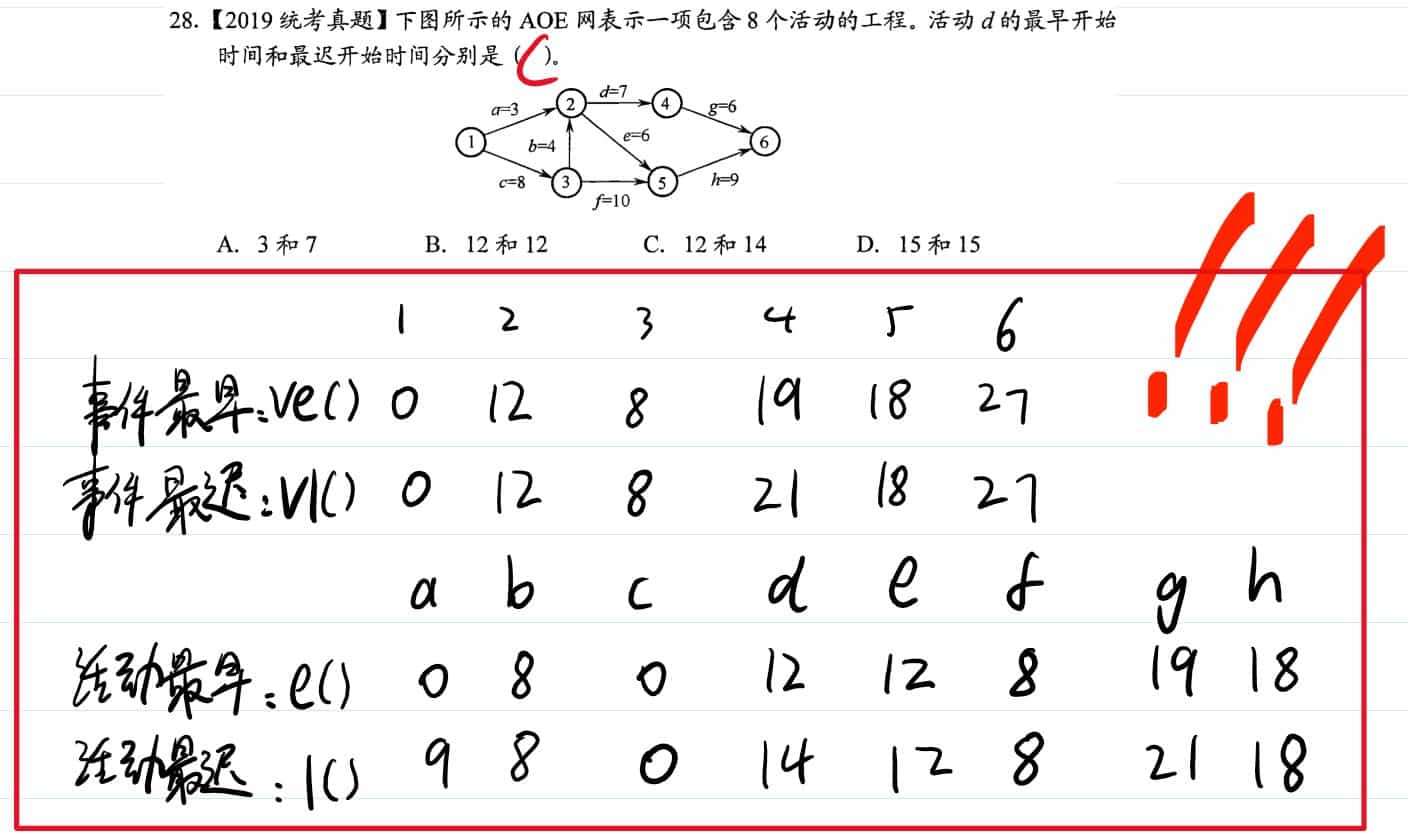 28.【2019 统考真题】下图所示的 AOE 网表示一项包含 8 个活动的工程。活动 d 的最早开始
时间和最迟开始时间分别是 ( C )。
a=3
d=7
g=6
b=4
e=6
c=8
f=10
h=9
1
2
4
6
3
5
A. 3 和 7 B. 12 和 12 C. 12 和 14 D. 15 和 15
1 2 3 4 5 6
事件最早:ve() 0 12 8 19 18 27
事件最迟:vl() 0 12 8 21 18 27
a b c d e f g h
活动最早:e() 0 8 0 12 12 8 19 18
活动最迟:l() 9 8 0 14 12 8 21 18
!!!